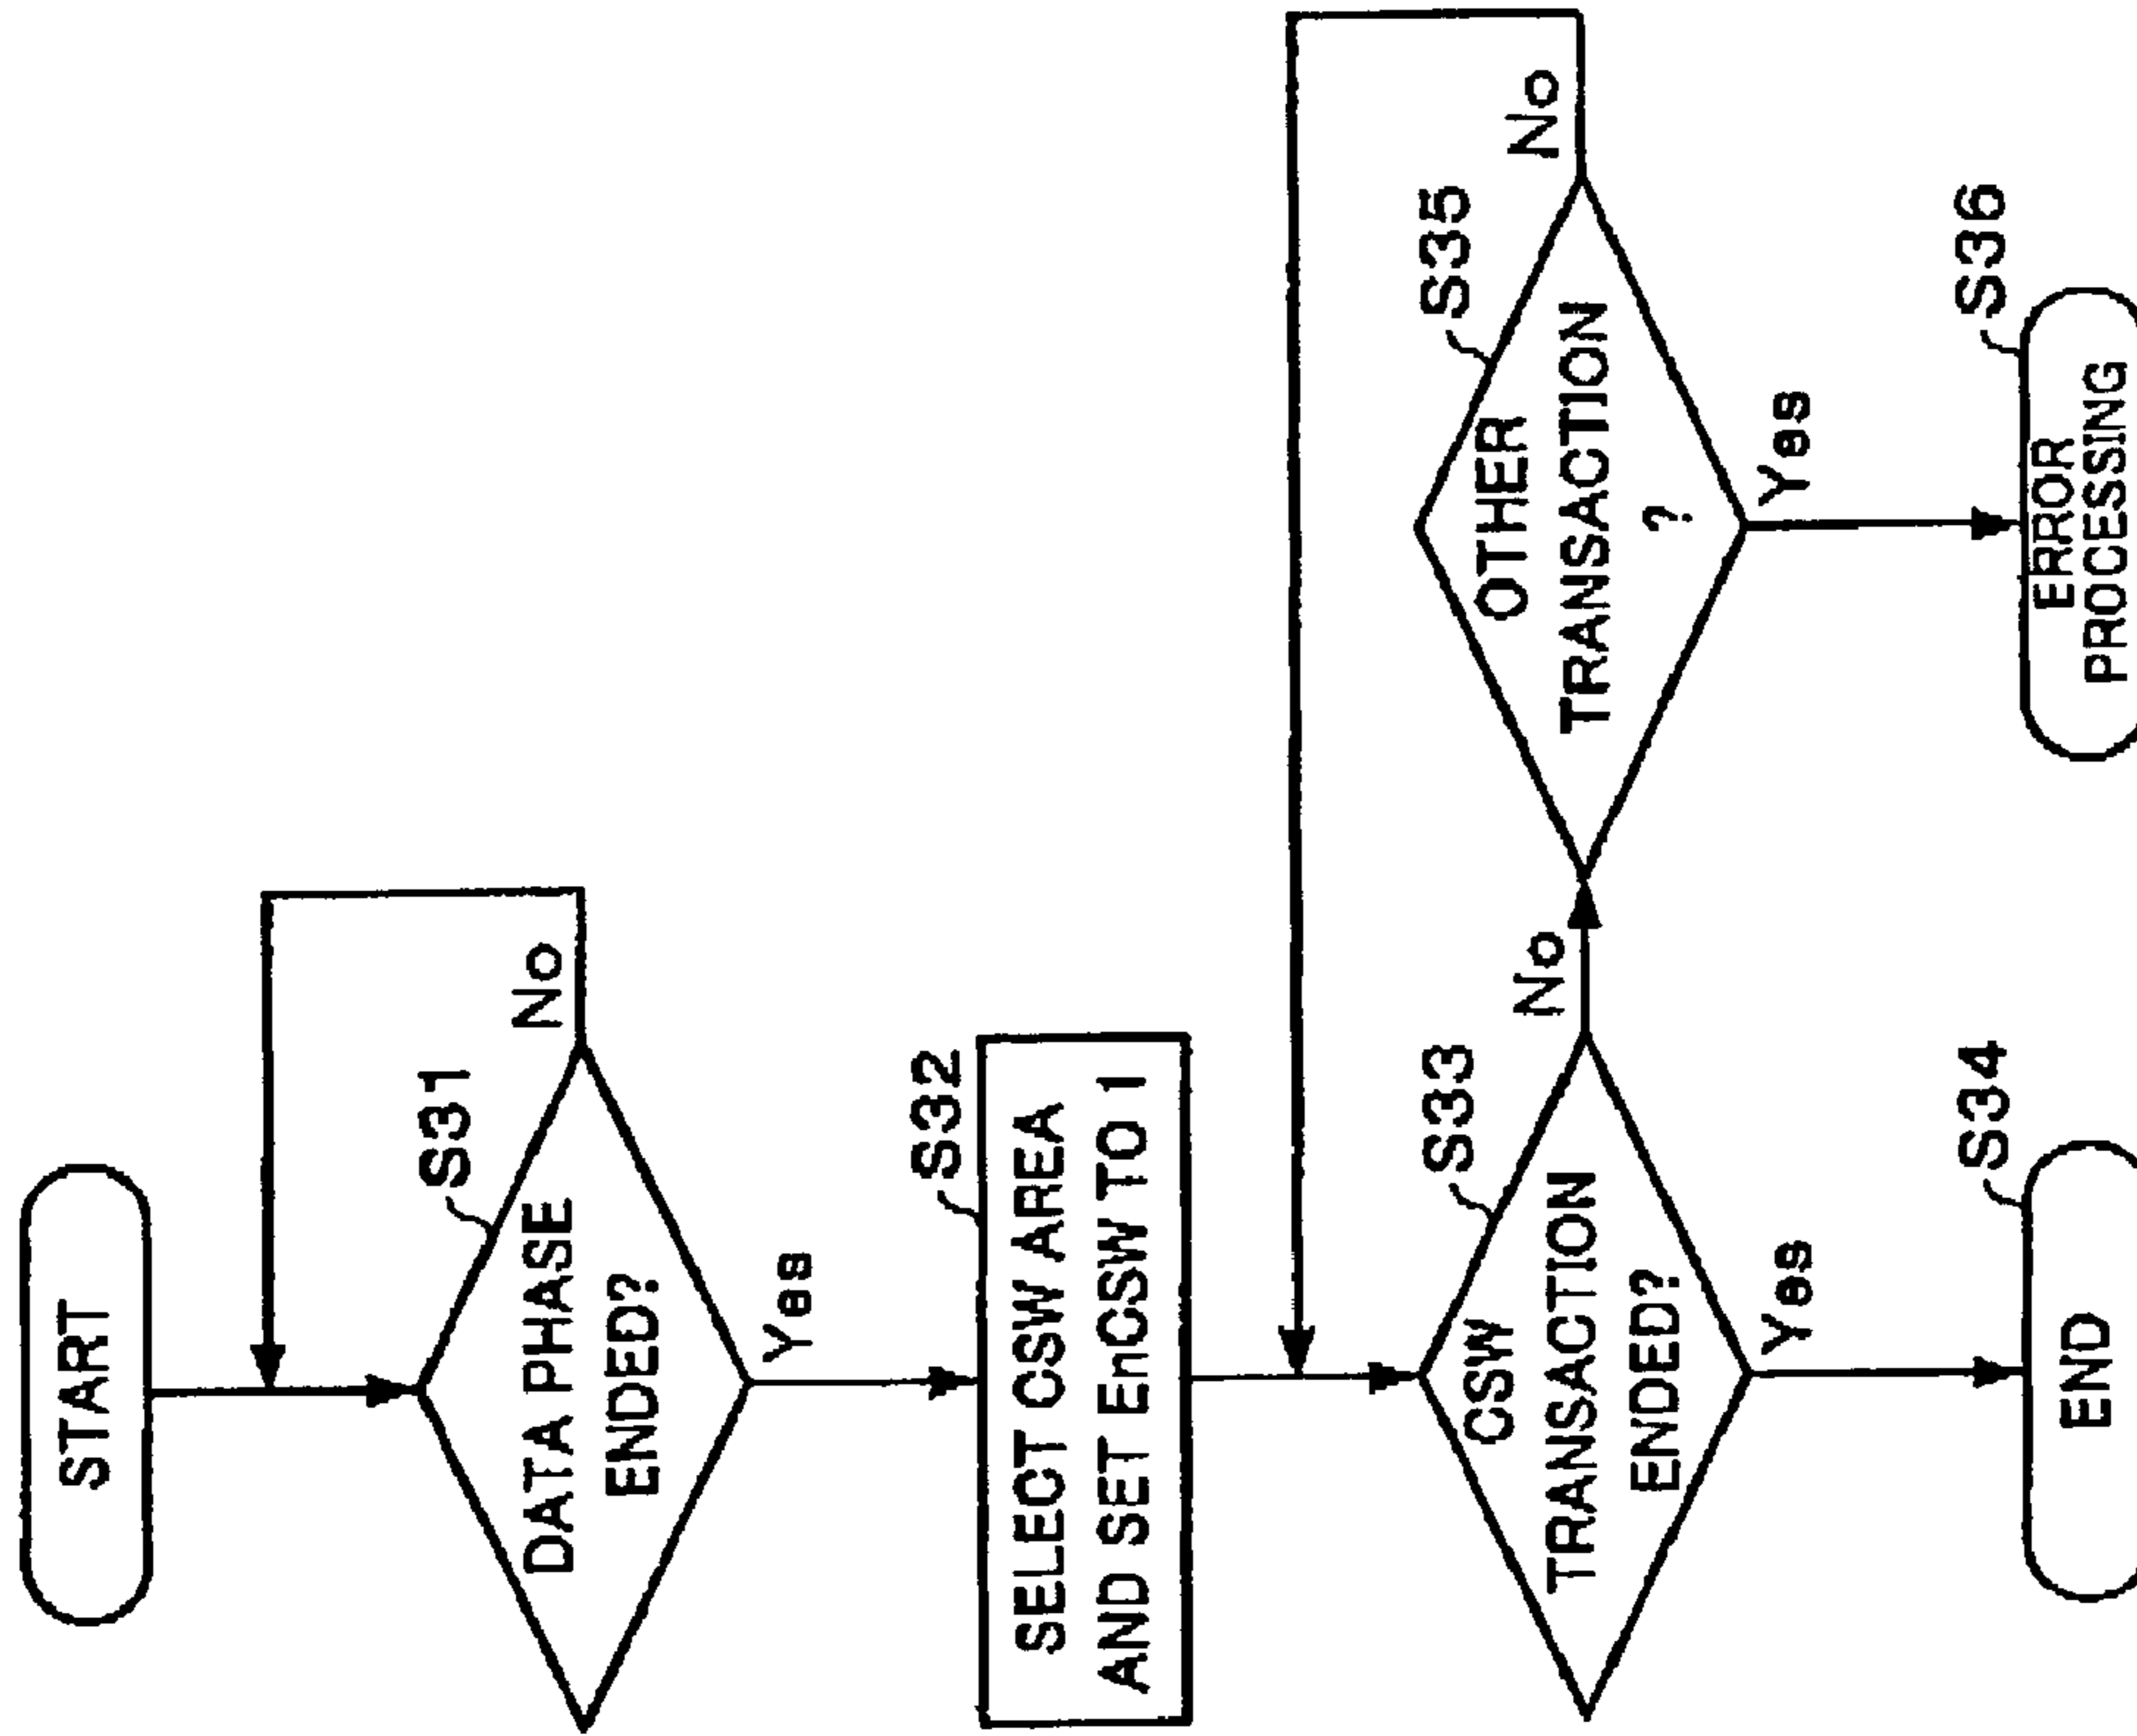 START
S31
DATA PHASE
ENDED?
No
Yes
S32
SELECT CSW AREA
AND SET EnCSW TO 1
S33
CSW
TRANSACTION
ENDED?
No
Yes
S34
END
S35
OTHER
TRANSACTION
?
No
Yes
S36
ERROR
PROCESSING